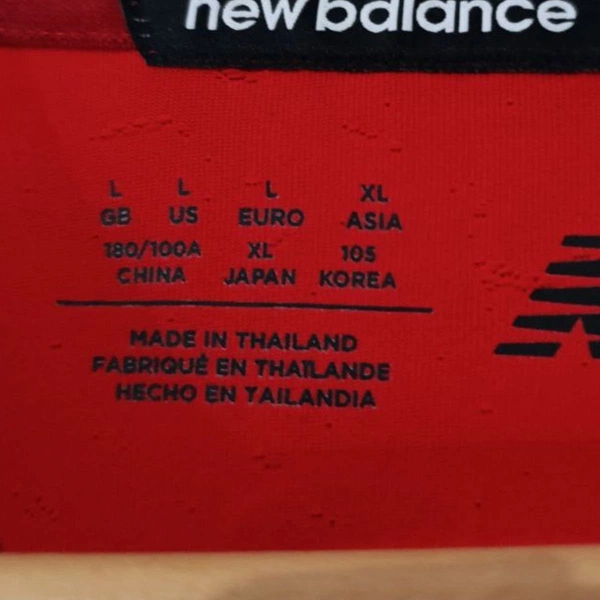 new balance
L L L XL
GB US EURO ASIA
180/100A XL 105
CHINA JAPAN KOREA
MADE IN THAILAND
FABRIQUÉ EN THAÏLANDE
HECHO EN TAILANDIA